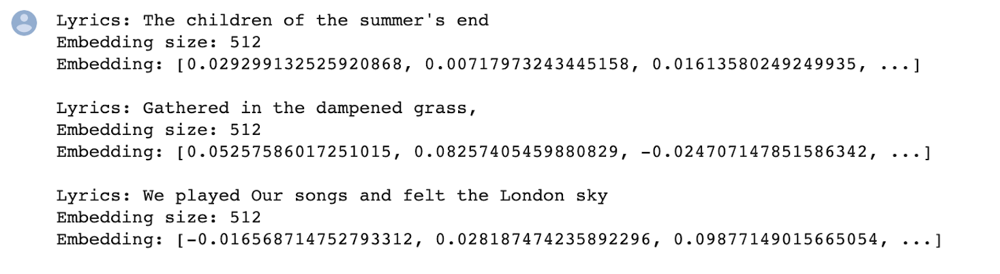 Lyrics: The children of the summer's end
Embedding size: 512
Embedding: [0.029299132525920868, 0.00717973243445158, 0.01613580249249935, ...]
Lyrics: Gathered in the dampened grass,
Embedding size: 512
Embedding: [0.05257586017251015, 0.08257405459880829, -0.024707147851586342, ...]
Lyrics: We played Our songs and felt the London sky
Embedding size: 512
Embedding: [-0.016568714752793312, 0.028187474235892296, 0.09877149015665054, ...]